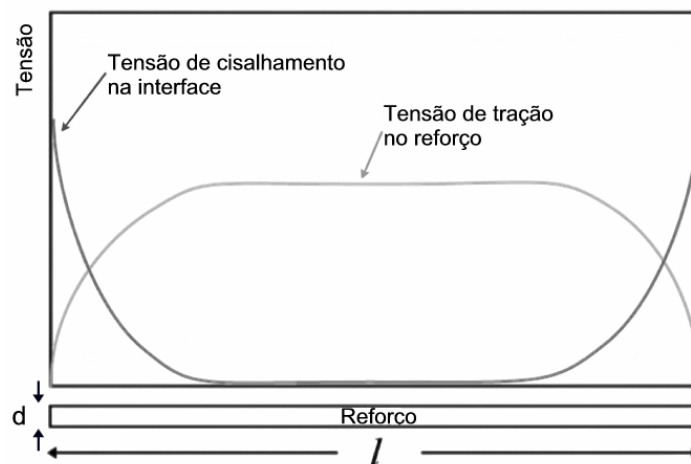 Tensão
Tensão de cisalhamento
na interface
Tensão de tração
no reforço
d
Reforço
l